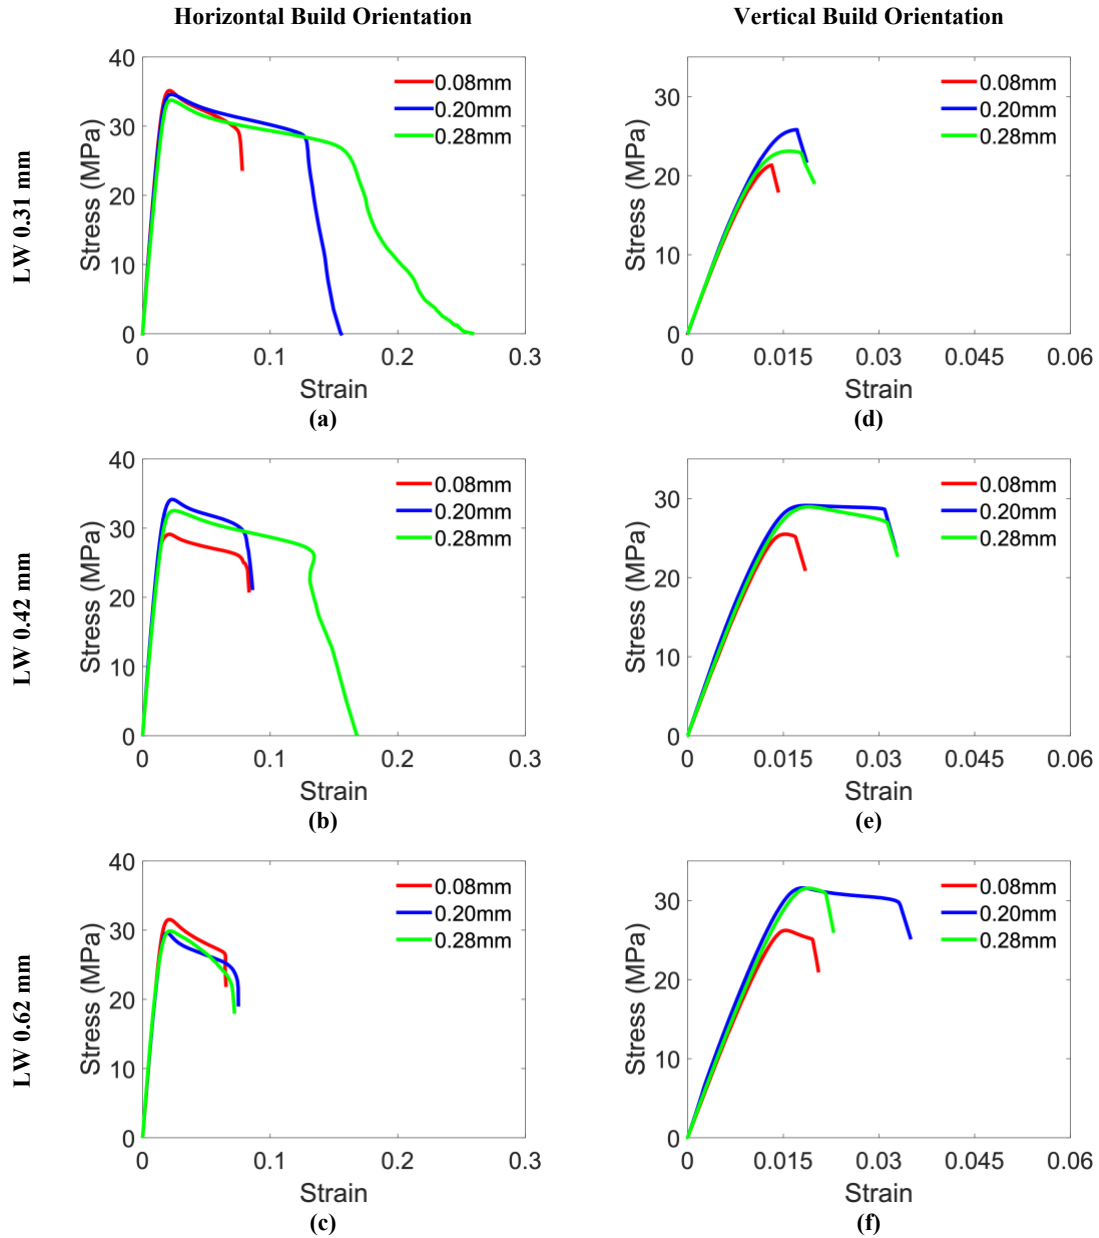 Horizontal Build Orientation
Vertical Build Orientation
LW 0.31 mm
40
30
20
10
0
Stress (MPa)
0.08mm
0.20mm
0.28mm
0
0.1
0.2
0.3
Strain
(a)
30
20
10
0
Stress (MPa)
0.08mm
0.20mm
0.28mm
0
0.015
0.03
0.045
0.06
Strain
(d)
LW 0.42 mm
40
30
20
10
0
Stress (MPa)
0.08mm
0.20mm
0.28mm
0
0.1
0.2
0.3
Strain
(b)
30
20
10
0
Stress (MPa)
0.08mm
0.20mm
0.28mm
0
0.015
0.03
0.045
0.06
Strain
(e)
LW 0.62 mm
40
30
20
10
0
Stress (MPa)
0.08mm
0.20mm
0.28mm
0
0.1
0.2
0.3
Strain
(c)
30
20
10
0
Stress (MPa)
0.08mm
0.20mm
0.28mm
0
0.015
0.03
0.045
0.06
Strain
(f)